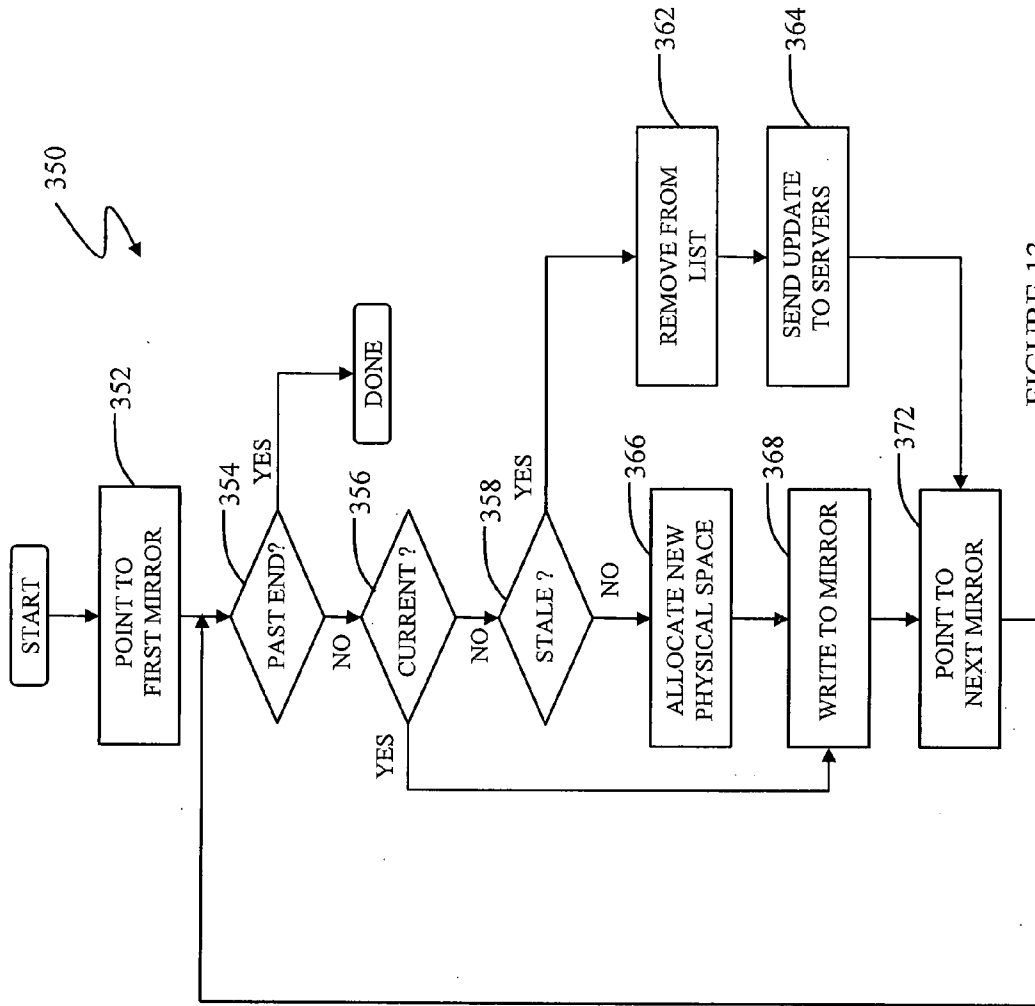 350
START
POINT TO
FIRST MIRROR
352
PAST END?
354
YES
NO
DONE
CURRENT ?
356
YES
NO
STALE ?
358
YES
NO
REMOVE FROM
LIST
362
SEND UPDATE
TO SERVERS
364
ALLOCATE NEW
PHYSICAL SPACE
366
WRITE TO MIRROR
368
POINT TO
NEXT MIRROR
372